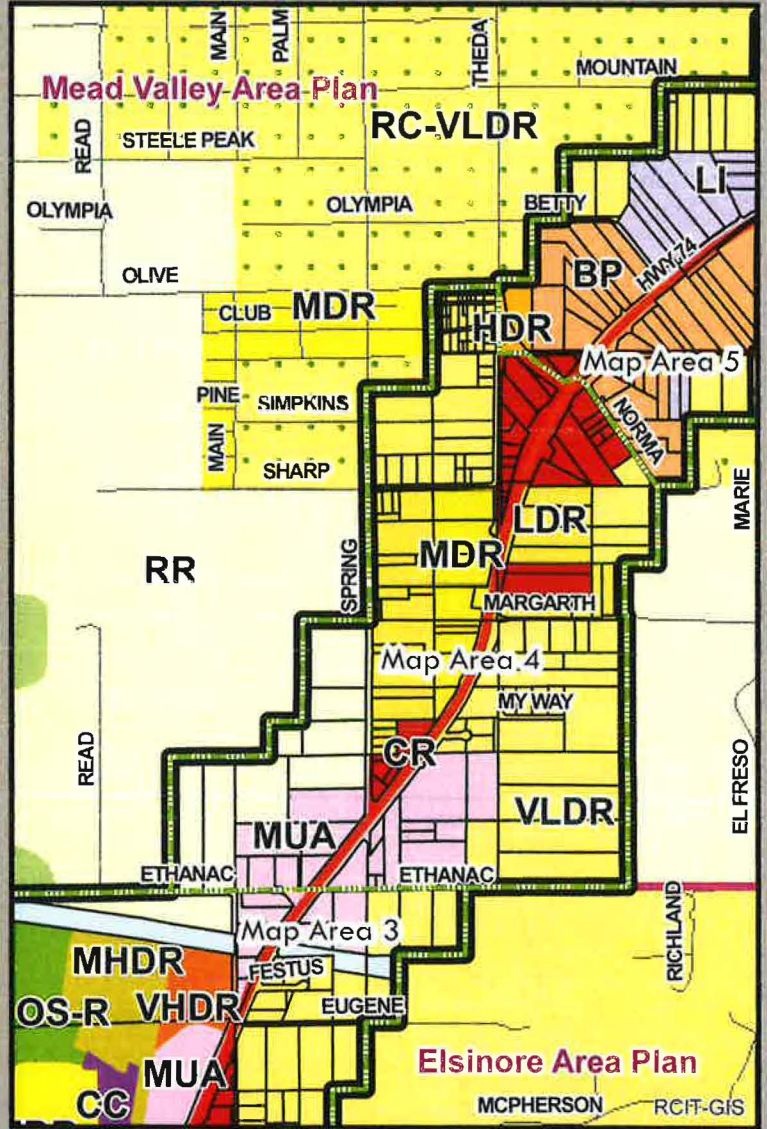 MAIN
PALM
THEDA
MOUNTAIN
Mead Valley Area Plan
READ
STEELE PEAK
RC-VLDR
LI
OLYMPIA
OLYMPIA
BETTY
HWY 74
OLIVE
BP
CLUB
MDR
HDR
Map Area 5
PINE
SIMPKINS
NORMA
MAIN
SHARP
MARIE
LDR
SPRING
MDR
RR
MARGARTH
Map Area 4
MY WAY
READ
CR
EL FRESO
VLDR
MUA
ETHANAC
ETHANAC
RICHLAND
Map Area 3
MHDR
FESTUS
OS-R
VHDR
EUGENE
MUA
Elsinore Area Plan
CC
MCPHERSON
RCIT-GIS